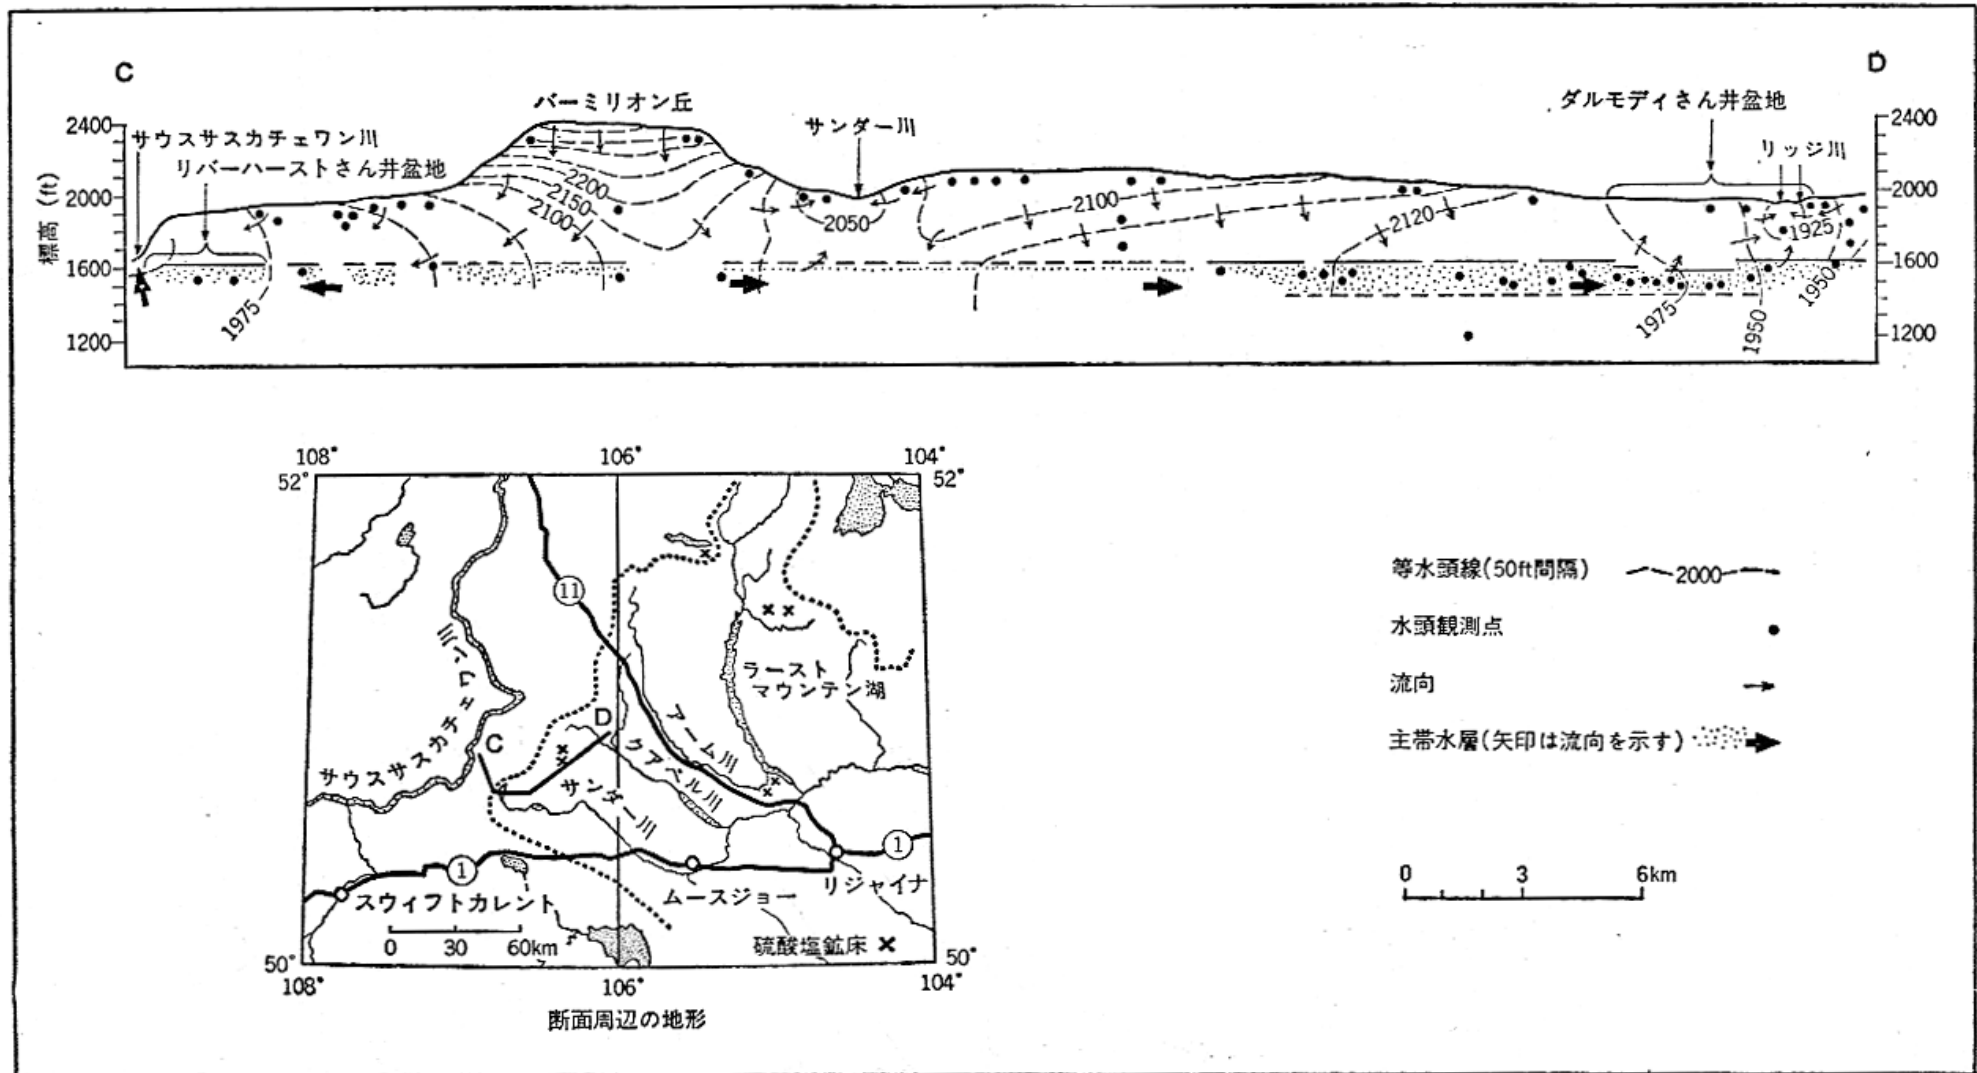 C
D
バーミリオン丘
ダルモディさん井盆地
サウスサスカチェワン川
サンダー川
リッジ川
リバーハーストさん井盆地
標高 (ft)
2400
2000
1600
1200
2400
2000
1600
1200
2200
2150
2100
2050
2100
2120
1925
1975
1975
1950
1950
108°
106°
104°
52°
52°
11
ラースト
マウンテン湖
サウスサスカチェワン川
C
D
アーム川
クアペル川
サンダー川
1
1
スウィフトカレント
ムースジョー
リジャイナ
0 30 60km
硫酸塩鉱床 ×
50°
50°
108°
106°
104°
断面周辺の地形
等水頭線(50ft間隔) 2000
水頭観測点
流向
主帯水層(矢印は流向を示す)
0 3 6km